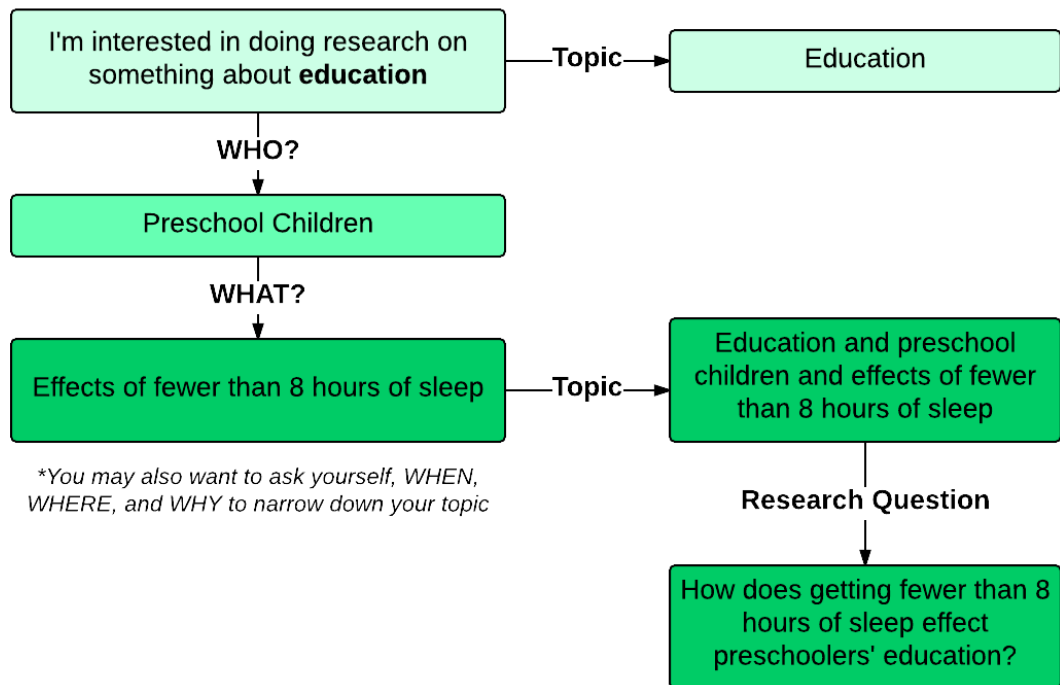 I'm interested in doing research on
something about education
Topic
Education
WHO?
Preschool Children
WHAT?
Effects of fewer than 8 hours of sleep
Topic
Education and preschool
children and effects of fewer
than 8 hours of sleep
*You may also want to ask yourself, WHEN,
WHERE, and WHY to narrow down your topic
Research Question
How does getting fewer than 8
hours of sleep effect
preschoolers' education?